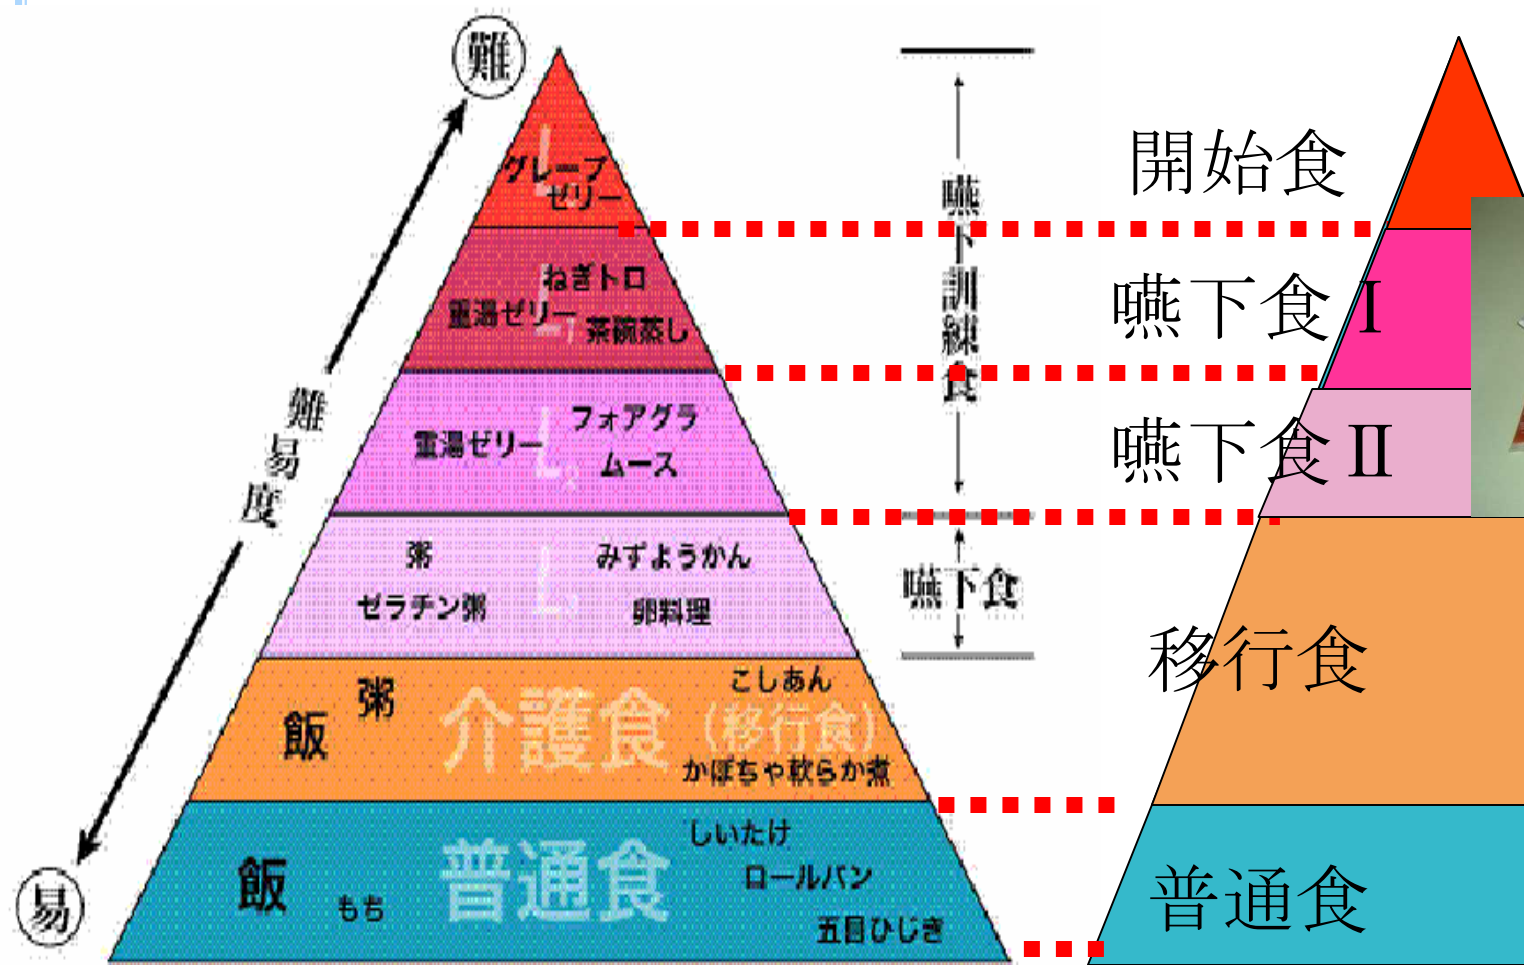 難
グレープ
ゼリー
L
ねぎトロ
重湯ゼリー
茶碗蒸し
L
フォアグラ
重湯ゼリー
ムース
L2
粥
みずようかん
ゼラチン粥
卵料理
L3
こしあん
粥
飯
介護食
(移行食)
かぼちゃ軟らか煮
しいたけ
飯
普通食
ロールパン
もち
五目ひじき
難易度
易
嚥下訓練食
嚥下食
開始食
嚥下食Ⅰ
嚥下食Ⅱ
移行食
普通食